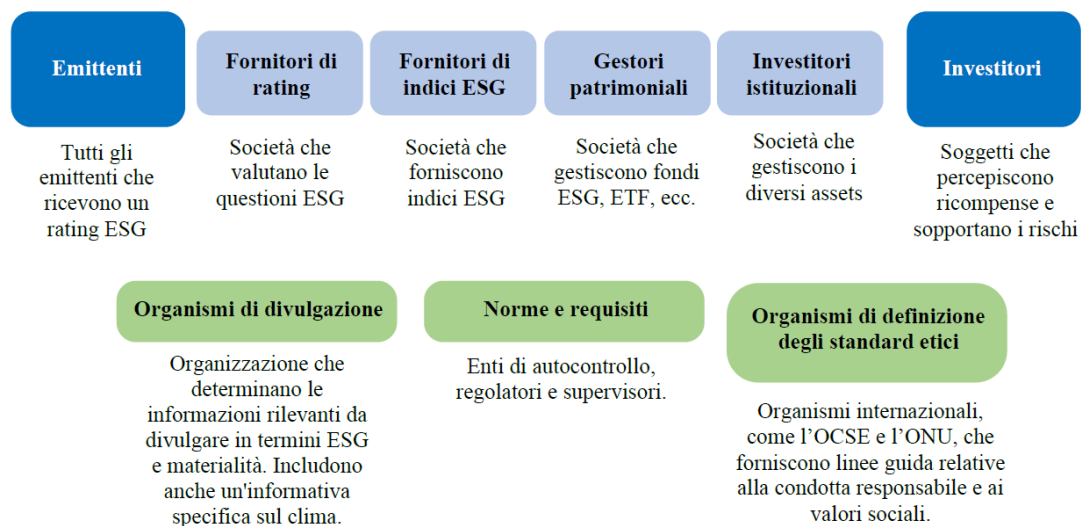 Emittenti
Tutti gli
emittenti che
ricevono un
rating ESG
Fornitori di
rating
Società che
valutano le
questioni ESG
Fornitori di
indici ESG
Società che
forniscono
indici ESG
Gestori
patrimoniali
Società che
gestiscono fondi
ESG, ETF, ecc.
Investitori
istituzionali
Società che
gestiscono i
diversi assets
Investitori
Soggetti che
percepiscono
ricompense e
sopportano i rischi
Organismi di divulgazione
Organizzazione che
determinano le
informazioni rilevanti da
divulgare in termini ESG
e materialità. Includono
anche un'informativa
specifica sul clima.
Norme e requisiti
Enti di autocontrollo,
regolatori e supervisori.
Organismi di definizione
degli standard etici
Organismi internazionali,
come l’OCSE e l’ONU, che
forniscono linee guida relative
alla condotta responsabile e ai
valori sociali.